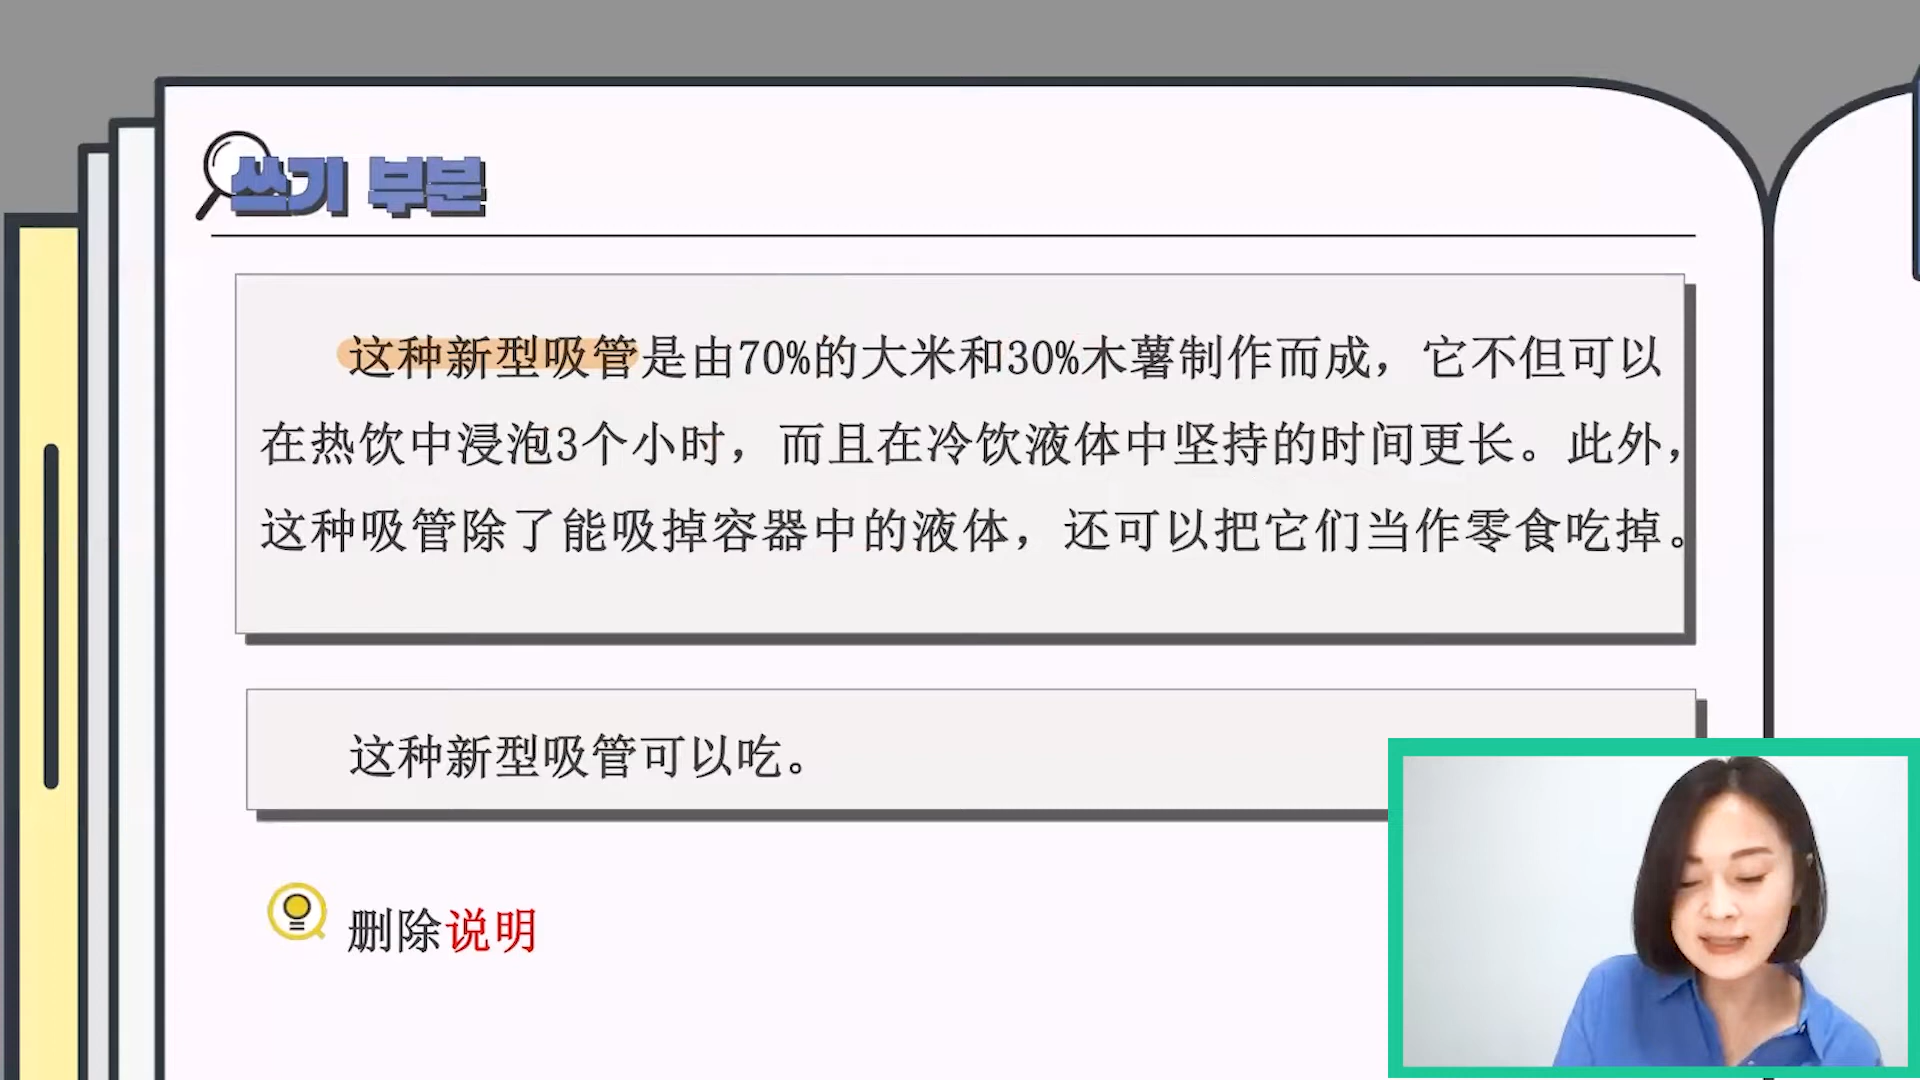 쓰기 부분
这种新型吸管是由70%的大米和30%木薯制作而成，它不但可以
在热饮中浸泡3个小时，而且在冷饮液体中坚持的时间更长。此外，
这种吸管除了能吸掉容器中的液体，还可以把它们当作零食吃掉。
这种新型吸管可以吃。
删除说明